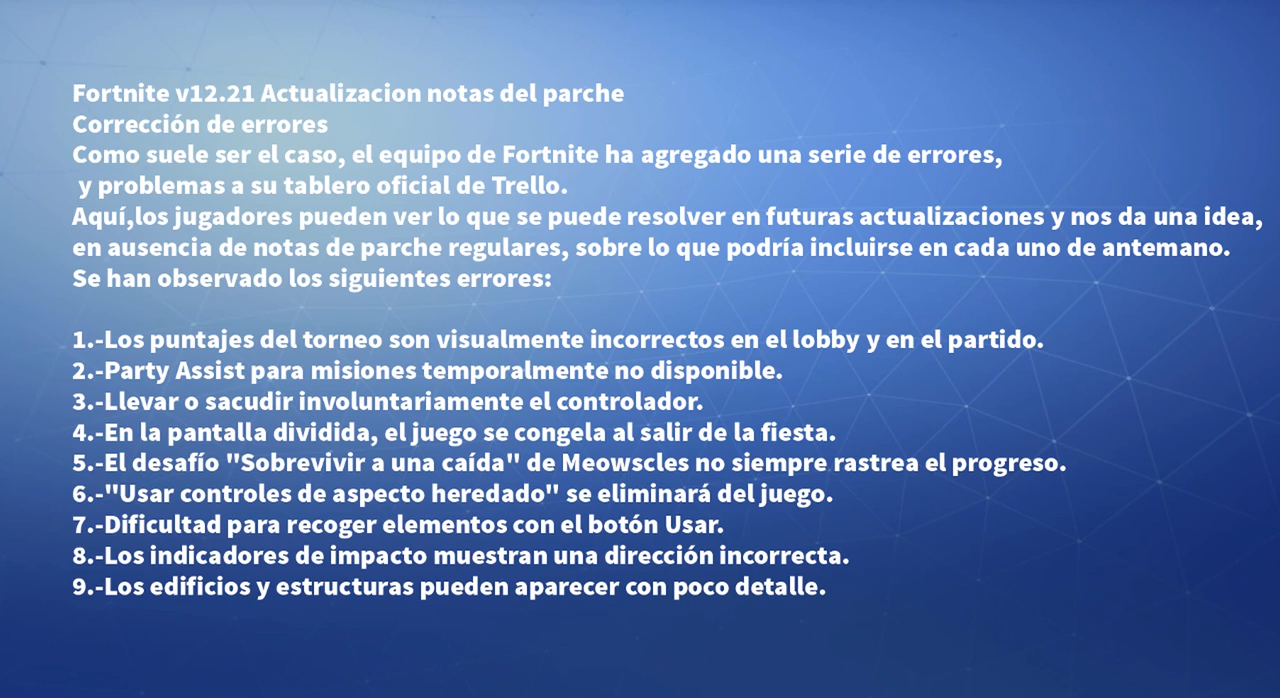 Fortnite v12.21 Actualizacion notas del parche
Corrección de errores
Como suele ser el caso, el equipo de Fortnite ha agregado una serie de errores,
y problemas a su tablero oficial de Trello.
Aquí,los jugadores pueden ver lo que se puede resolver en futuras actualizaciones y nos da una idea,
en ausencia de notas de parche regulares, sobre lo que podría incluirse en cada uno de antemano.
Se han observado los siguientes errores:
1.-Los puntajes del torneo son visualmente incorrectos en el lobby y en el partido.
2.-Party Assist para misiones temporalmente no disponible.
3.-Llevar o sacudir involuntariamente el controlador.
4.-En la pantalla dividida, el juego se congela al salir de la fiesta.
5.-El desafío "Sobrevivir a una caída" de Meowscles no siempre rastrea el progreso.
6.-"Usar controles de aspecto heredado" se eliminará del juego.
7.-Dificultad para recoger elementos con el botón Usar.
8.-Los indicadores de impacto muestran una dirección incorrecta.
9.-Los edificios y estructuras pueden aparecer con poco detalle.